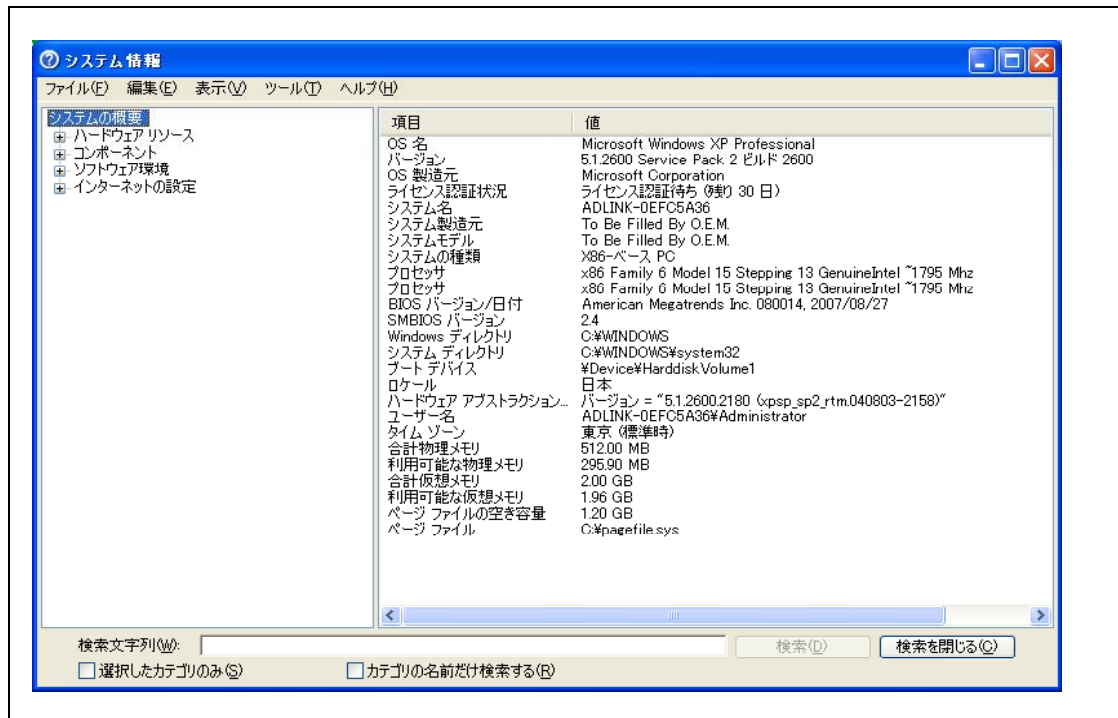 システム情報
ファイル(F) 編集(E) 表示(V) ツール(T) ヘルプ(H)
システムの概要
ハードウェア リソース
コンポーネント
ソフトウェア環境
インターネットの設定
項目 値
OS 名 Microsoft Windows XP Professional
バージョン 5.1.2600 Service Pack 2 ビルド 2600
OS 製造元 Microsoft Corporation
ライセンス認証状況 ライセンス認証待ち (残り 30 日)
システム名 ADLINK-0EFC5A36
システム製造元 To Be Filled By O.E.M.
システムモデル To Be Filled By O.E.M.
システムの種類 X86-ベース PC
プロセッサ x86 Family 6 Model 15 Stepping 13 GenuineIntel ~1795 Mhz
プロセッサ x86 Family 6 Model 15 Stepping 13 GenuineIntel ~1795 Mhz
BIOS バージョン/日付 American Megatrends Inc. 080014, 2007/08/27
SMBIOS バージョン 2.4
Windows ディレクトリ C:¥WINDOWS
システム ディレクトリ C:¥WINDOWS¥system32
ブート デバイス ¥Device¥HarddiskVolume1
ロケール 日本
ハードウェア アブストラクション... バージョン = "5.1.2600.2180 (xpsp_sp2_rtm.040803-2158)"
ユーザー名 ADLINK-0EFC5A36¥Administrator
タイム ゾーン 東京 (標準時)
合計物理メモリ 512.00 MB
利用可能な物理メモリ 295.90 MB
合計仮想メモリ 2.00 GB
利用可能な仮想メモリ 1.96 GB
ページ ファイルの空き容量 1.20 GB
ページ ファイル C:¥pagefile.sys
検索文字列(W): 検索(D) 検索を閉じる(C)
選択したカテゴリのみ(S) カテゴリの名前だけ検索する(R)